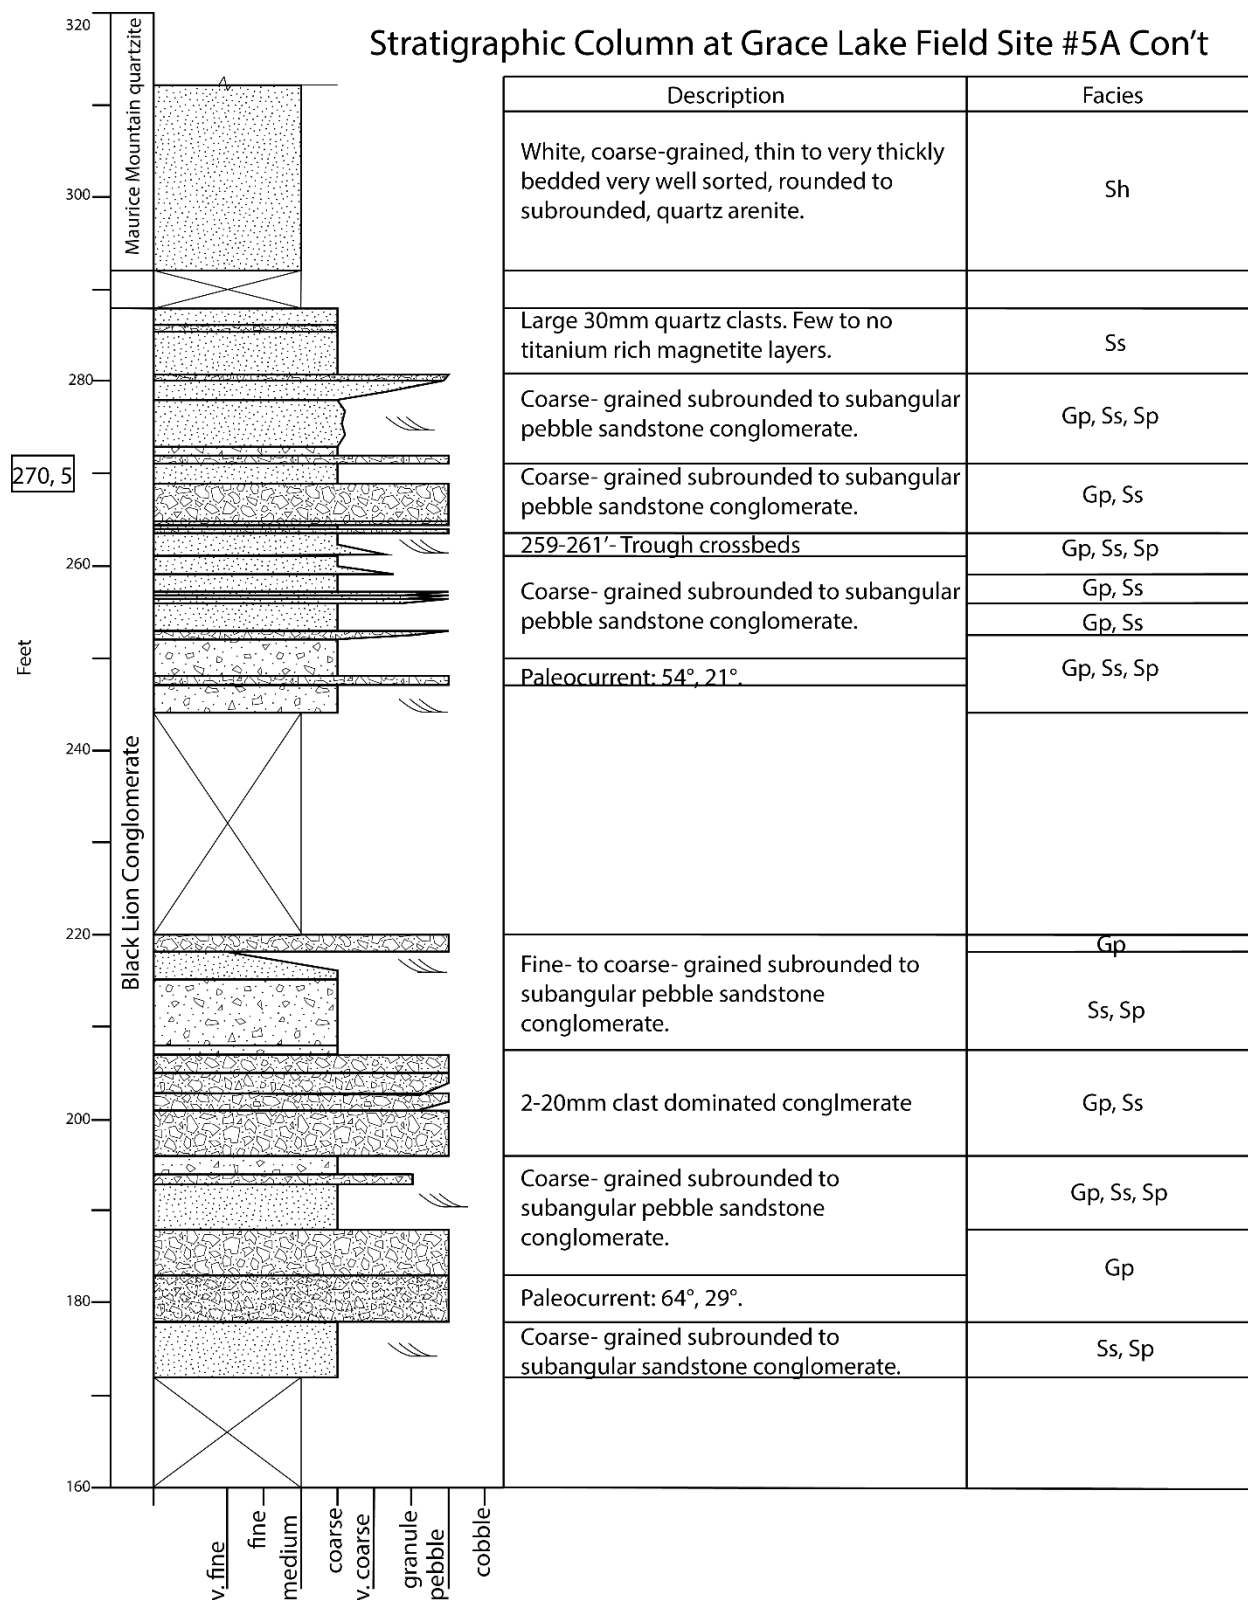 Stratigraphic Column at Grace Lake Field Site #5A Con't
Description
Facies
320
300
280
260
240
220
200
180
160
Feet
270, 5
Maurice Mountain quartzite
Black Lion Conglomerate
White, coarse-grained, thin to very thickly
bedded very well sorted, rounded to
subrounded, quartz arenite.
Sh
Large 30mm quartz clasts. Few to no
titanium rich magnetite layers.
Ss
Coarse- grained subrounded to subangular
pebble sandstone conglomerate.
Gp, Ss, Sp
Coarse- grained subrounded to subangular
pebble sandstone conglomerate.
Gp, Ss
259-261'- Trough crossbeds
Gp, Ss, Sp
Coarse- grained subrounded to subangular
pebble sandstone conglomerate.
Gp, Ss
Gp, Ss
Paleocurrent: 54°, 21°.
Gp, Ss, Sp
Gp
Fine- to coarse- grained subrounded to
subangular pebble sandstone
conglomerate.
Ss, Sp
2-20mm clast dominated conglmerate
Gp, Ss
Coarse- grained subrounded to
subangular pebble sandstone
conglomerate.
Gp, Ss, Sp
Gp
Paleocurrent: 64°, 29°.
Coarse- grained subrounded to
subangular sandstone conglomerate.
Ss, Sp
v. fine
fine
medium
coarse
v. coarse
granule
pebble
cobble